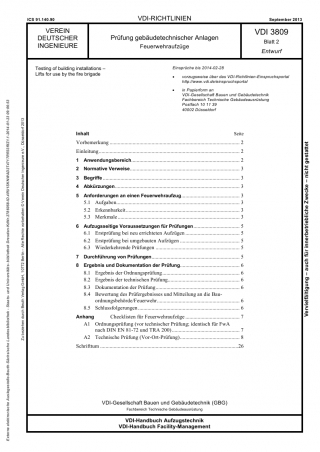 ICS 91.140.90
VDI-RICHTLINIEN
September 2013
VEREIN
DEUTSCHER
INGENIEURE
Prüfung gebäudetechnischer Anlagen
Feuerwehraufzüge
VDI 3809
Blatt 2
Entwurf
Testing of building installations –
Lifts for use by the fire brigade
Einsprüche bis 2014-02-28
• vorzugsweise über das VDI-Richtlinien-Einspruchsportal
• in Papierform an
VDI-Gesellschaft Bauen und Gebäudetechnik
Fachbereich Technische Gebäudeausrüstung
Postfach 10 11 39
40002 Düsseldorf
Inhalt Seite
Vorbemerkung 2
Einleitung 2
1 Anwendungsbereich 2
2 Normative Verweise 3
3 Begriffe 3
4 Abkürzungen 3
5 Anforderungen an einen Feuerwehraufzug 3
5.1 Aufgaben 3
5.2 Erkennbarkeit 3
5.3 Merkmale 3
6 Aufzugsseitige Voraussetzungen für Prüfungen 5
6.1 Erstprüfung bei neu errichteten Aufzügen 5
6.2 Erstprüfung bei umgebauten Aufzügen 5
6.3 Wiederkehrende Prüfungen 5
7 Durchführung von Prüfungen 5
8 Ergebnis und Dokumentation der Prüfung 6
8.1 Ergebnis der Ordnungsprüfung 6
8.2 Ergebnis der technischen Prüfung 6
8.3 Dokumentation der Prüfung 6
8.4 Bewertung des Prüfergebnisses und Mitteilung an die Bau-
ordnungsbehörde/Feuerwehr 6
8.5 Schlussfolgerungen 6
Anhang Checklisten für Feuerwehraufzüge 7
A1 Ordnungsprüfung (vor technischer Prüfung; identisch für FwA
nach DIN EN 81-72 und TRA 200) 7
A2 Technische Prüfung (Vor-Ort-Prüfung) 8
Schrifttum 26
VDI-Gesellschaft Bauen und Gebäudetechnik (GBG)
Fachbereich Technische Gebäudeausrüstung
VDI-Handbuch Aufzugstechnik
VDI-Handbuch Facility-Management
Vervielfältigung – auch für innerbetriebliche Zwecke – nicht gestattet